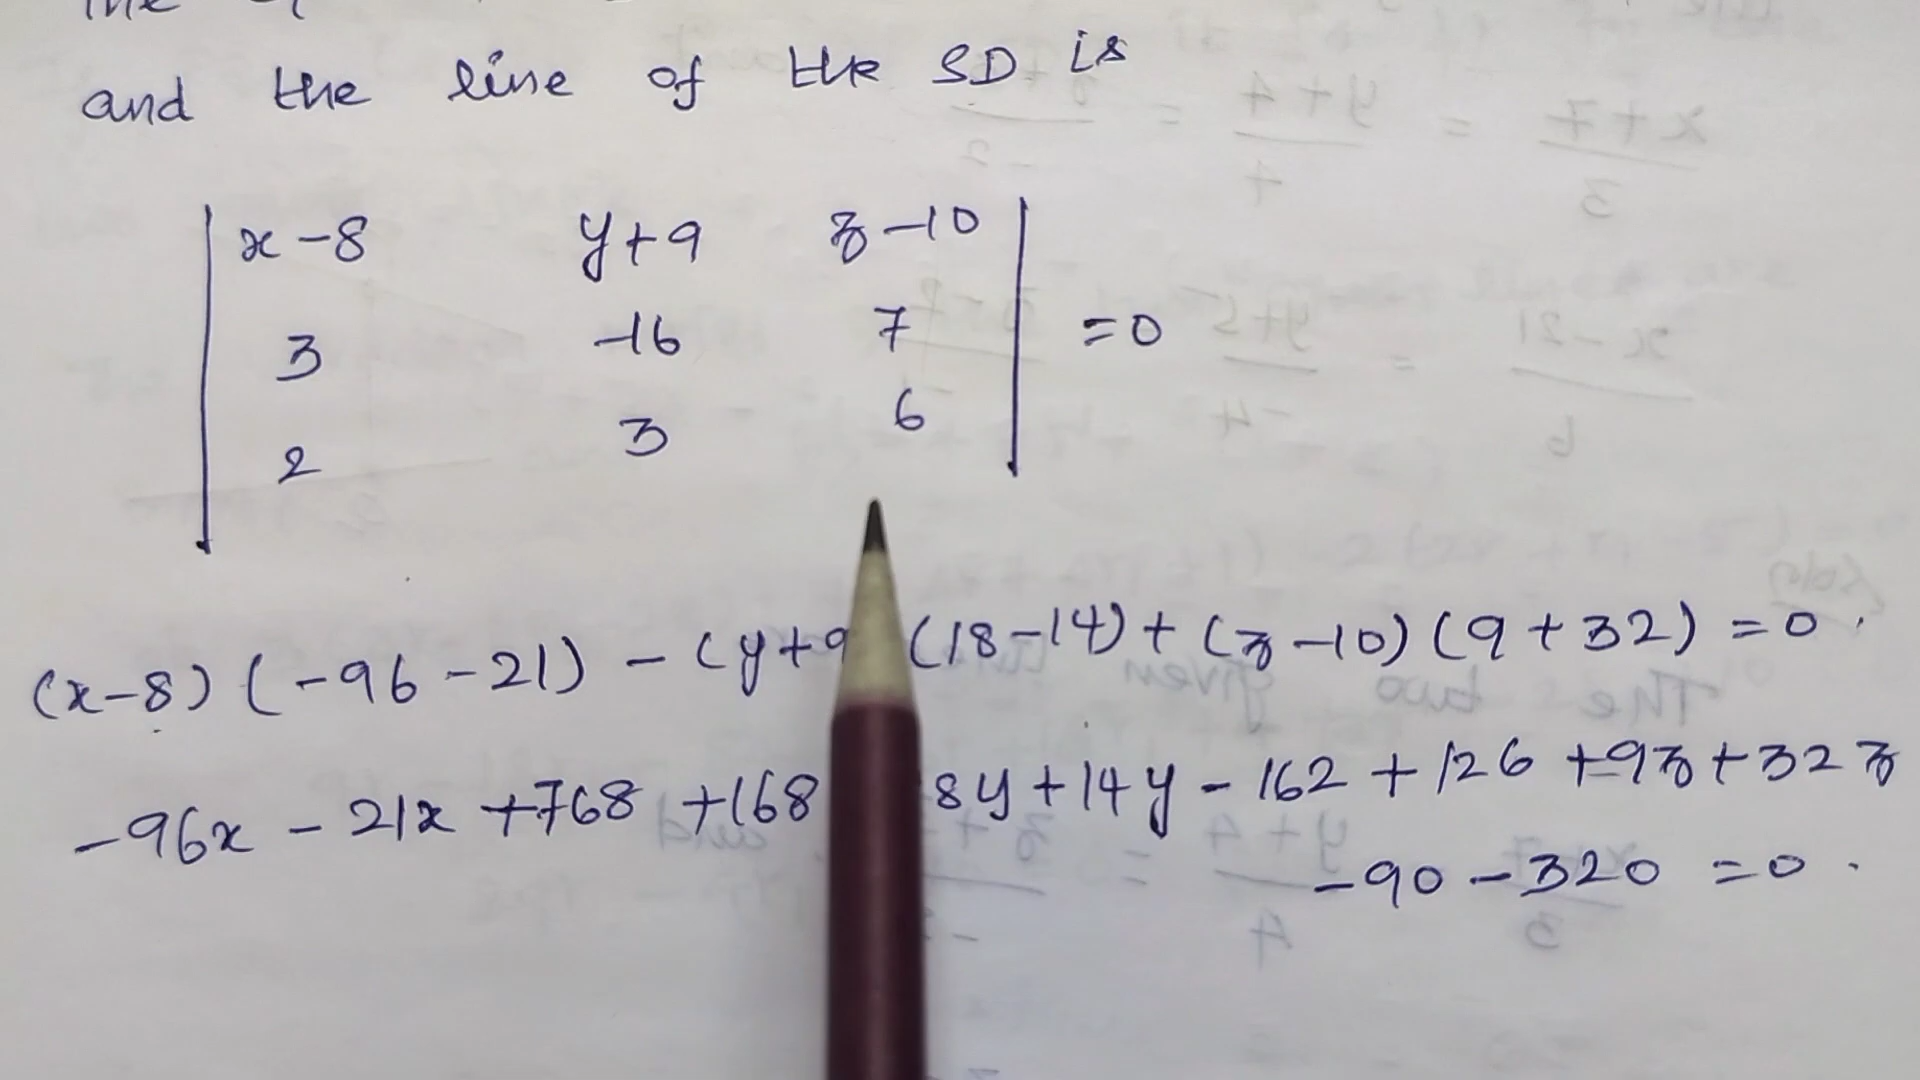 and the line of the SD is
| x-8 y+9 z-10 |
| 3 -16 7 | =0
| 2 3 6 |
(x-8) (-96-21) - (y+9 (18-14) + (z-10) (9+32) =0.
-96x - 21x +768 +168 8y +14y - 162 + 126 +9z +32z
-90 - 320 =0.